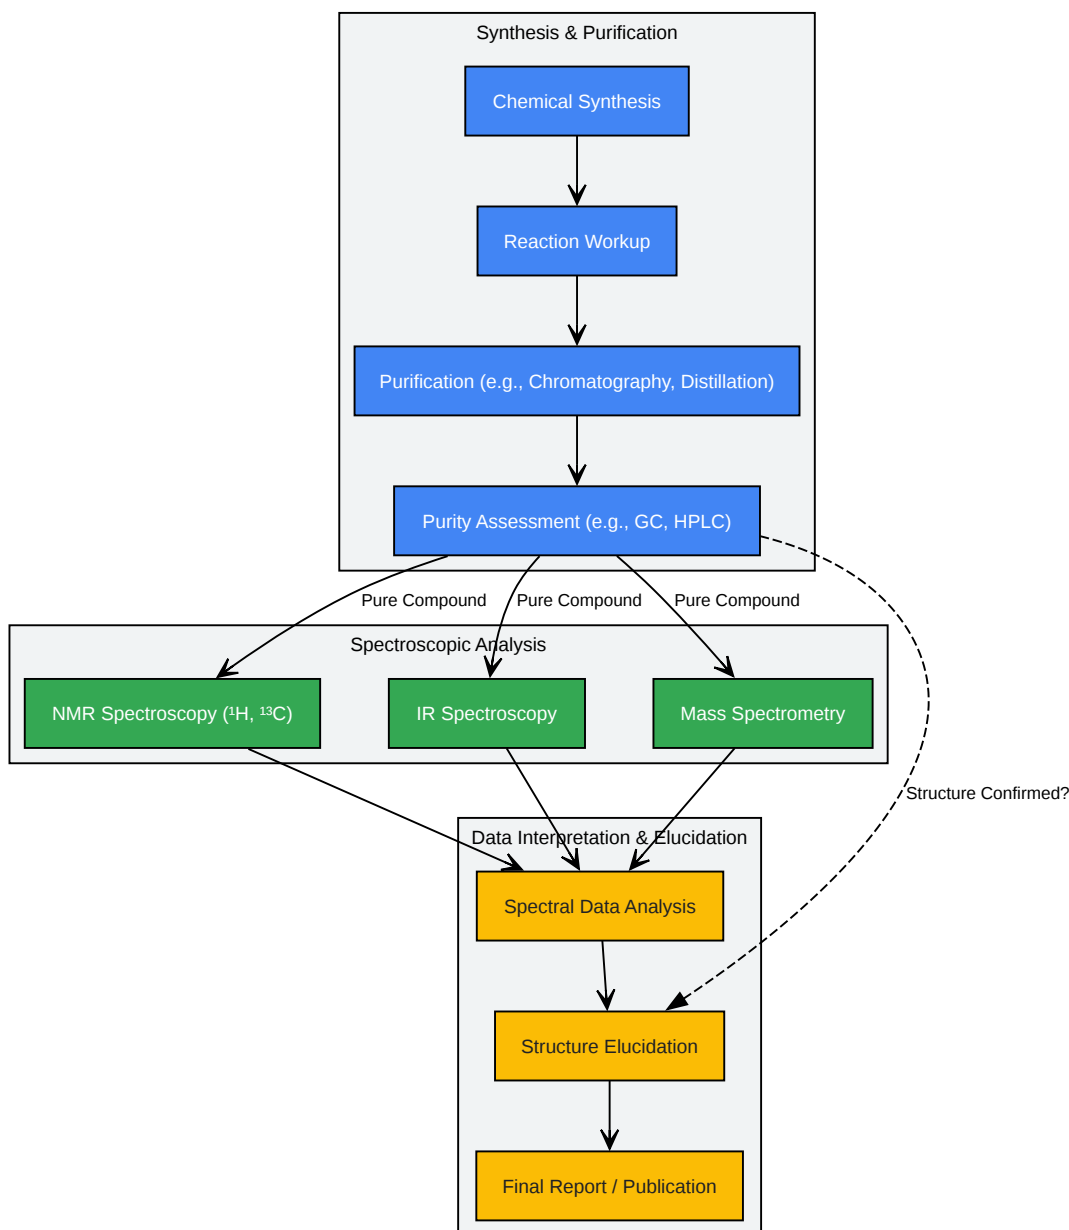 Synthesis & Purification
Chemical Synthesis
Reaction Workup
Purification (e.g., Chromatography, Distillation)
Purity Assessment (e.g., GC, HPLC)
Pure Compound
Pure Compound
Pure Compound
Spectroscopic Analysis
NMR Spectroscopy (¹H, ¹³C)
IR Spectroscopy
Mass Spectrometry
Structure Confirmed?
Data Interpretation & Elucidation
Spectral Data Analysis
Structure Elucidation
Final Report / Publication